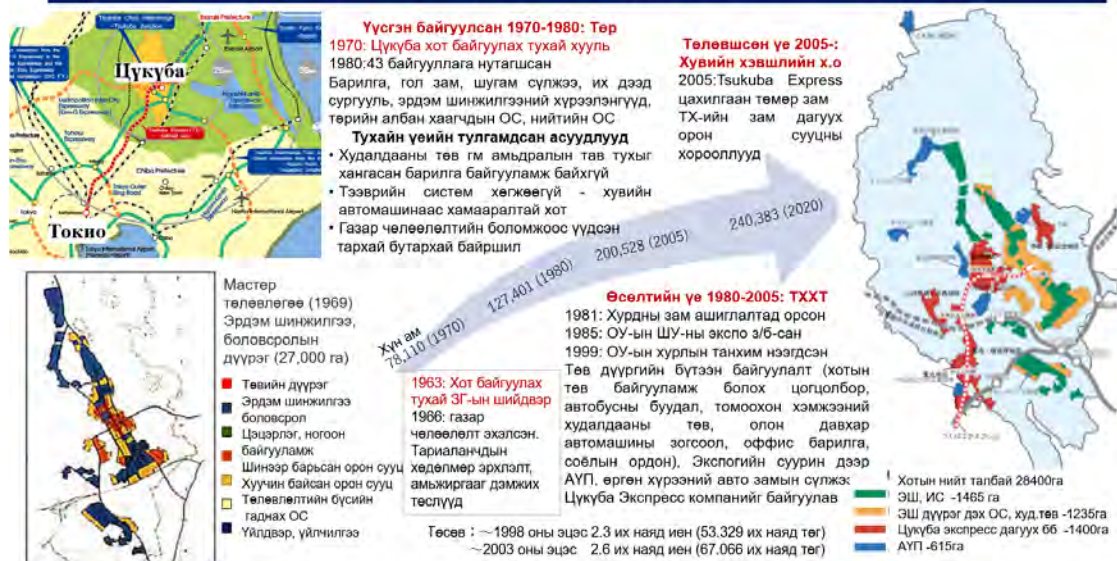 Цүкүба
Токио
Үүсгэн байгуулсан 1970-1980: Төр
1970: Цүкүба хот байгуулах тухай хууль
1980:43 байгууллага нутагшсан
Барилга, гол зам, шугам сүлжээ, их дээд
сургууль, эрдэм шинжилгээний хүрээлэнгүүд,
төрийн албан хаагчдын ОС, нийтийн ОС
Тухайн үеийн тулгамдсан асуудлууд
• Худалдааны төв гм амьдралын тав тухыг
хангасан барилга байгууламж байхгүй
• Тээврийн систем хөгжөөгүй - хувийн
автомашинаас хамааралтай хот
• Газар чөлөөлөлтийн боломжоос үүдсэн
тархай бутархай байршил
Төлөвшсөн үе 2005-:
Хувийн хэвшлийн х.о
2005:Tsukuba Express
цахилгаан төмөр зам
ТХ-ийн зам дагуух
орон сууцны
хорооллууд
Хүн ам
78,110 (1970)
127,401 (1980)
200,528 (2005)
240,383 (2020)
Мастер
төлөвлөгөө (1969)
Эрдэм шинжилгээ,
боловсролын
дүүрэг (27,000 га)
Төвийн дүүрэг
Эрдэм шинжилгээ
боловсрол
Цэцэрлэг, ногоон
байгууламж
Шинээр барьсан орон сууц
Хуучин байсан орон сууц
Төлөвлөлтийн бүсийн
гаднах ОС
Үйлдвэр, үйлчилгээ
1963: Хот байгуулах
тухай ЗГ-ын шийдвэр
1966: газар
чөлөөлөлт эхэлсэн.
Тариаланчдын
хөдөлмөр эрхлэлт,
амьжиргааг дэмжих
төслүүд
Өсөлтийн үе 1980-2005: ТХХТ
1981: Хурдны зам ашиглалтад орсон
1985: ОУ-ын ШУ-ны экспо з/б-сан
1999: ОУ-ын хурлын танхим нээгдсэн
Төв дүүргийн бүтээн байгуулалт (хотын
төв байгууламж болох цогцолбор,
автобусны буудал, томоохон хэмжээний
худалдааны төв, олон давхар
автомашины зогсоол, оффис барилга,
соёлын ордон), Экспогийн суурин дээр
АҮП, өргөн хүрээний авто замын сүлжээ
Цүкүба Экспресс компанийг байгуулав
Төсөв : ~1998 оны эцэс 2.3 их наяд иен (53.329 их наяд төг)
~2003 оны эцэс 2.6 их наяд иен (67.066 их наяд төг)
Хотын нийт талбай 28400га
ЭШ, ИС -1465 га
ЭШ дүүрэг дэх ОС, худ.төв -1235га
Цүкүба экспресс дагуух бб -1400га
АҮП -615га